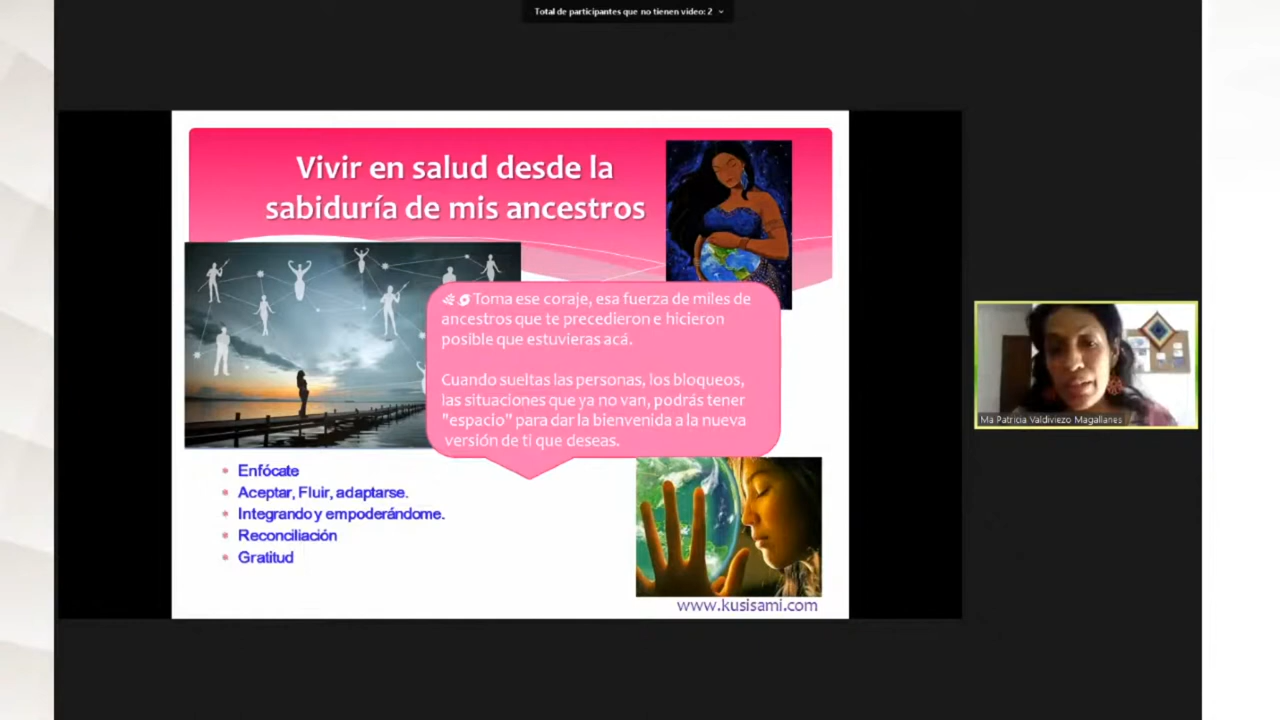 Total de participantes que no tienen video: 2
Vivir en salud desde la
sabiduría de mis ancestros
Toma ese coraje, esa fuerza de miles de
ancestros que te precedieron e hicieron
posible que estuvieras acá.
Cuando sueltas las personas, los bloqueos,
las situaciones que ya no van, podrás tener
"espacio" para dar la bienvenida a la nueva
versión de ti que deseas.
Ma Patricia Valdiviezo Magallanes
Enfócate
Aceptar, Fluir, adaptarse.
Integrando y empoderándome.
Reconciliación
Gratitud
www.kusisami.com